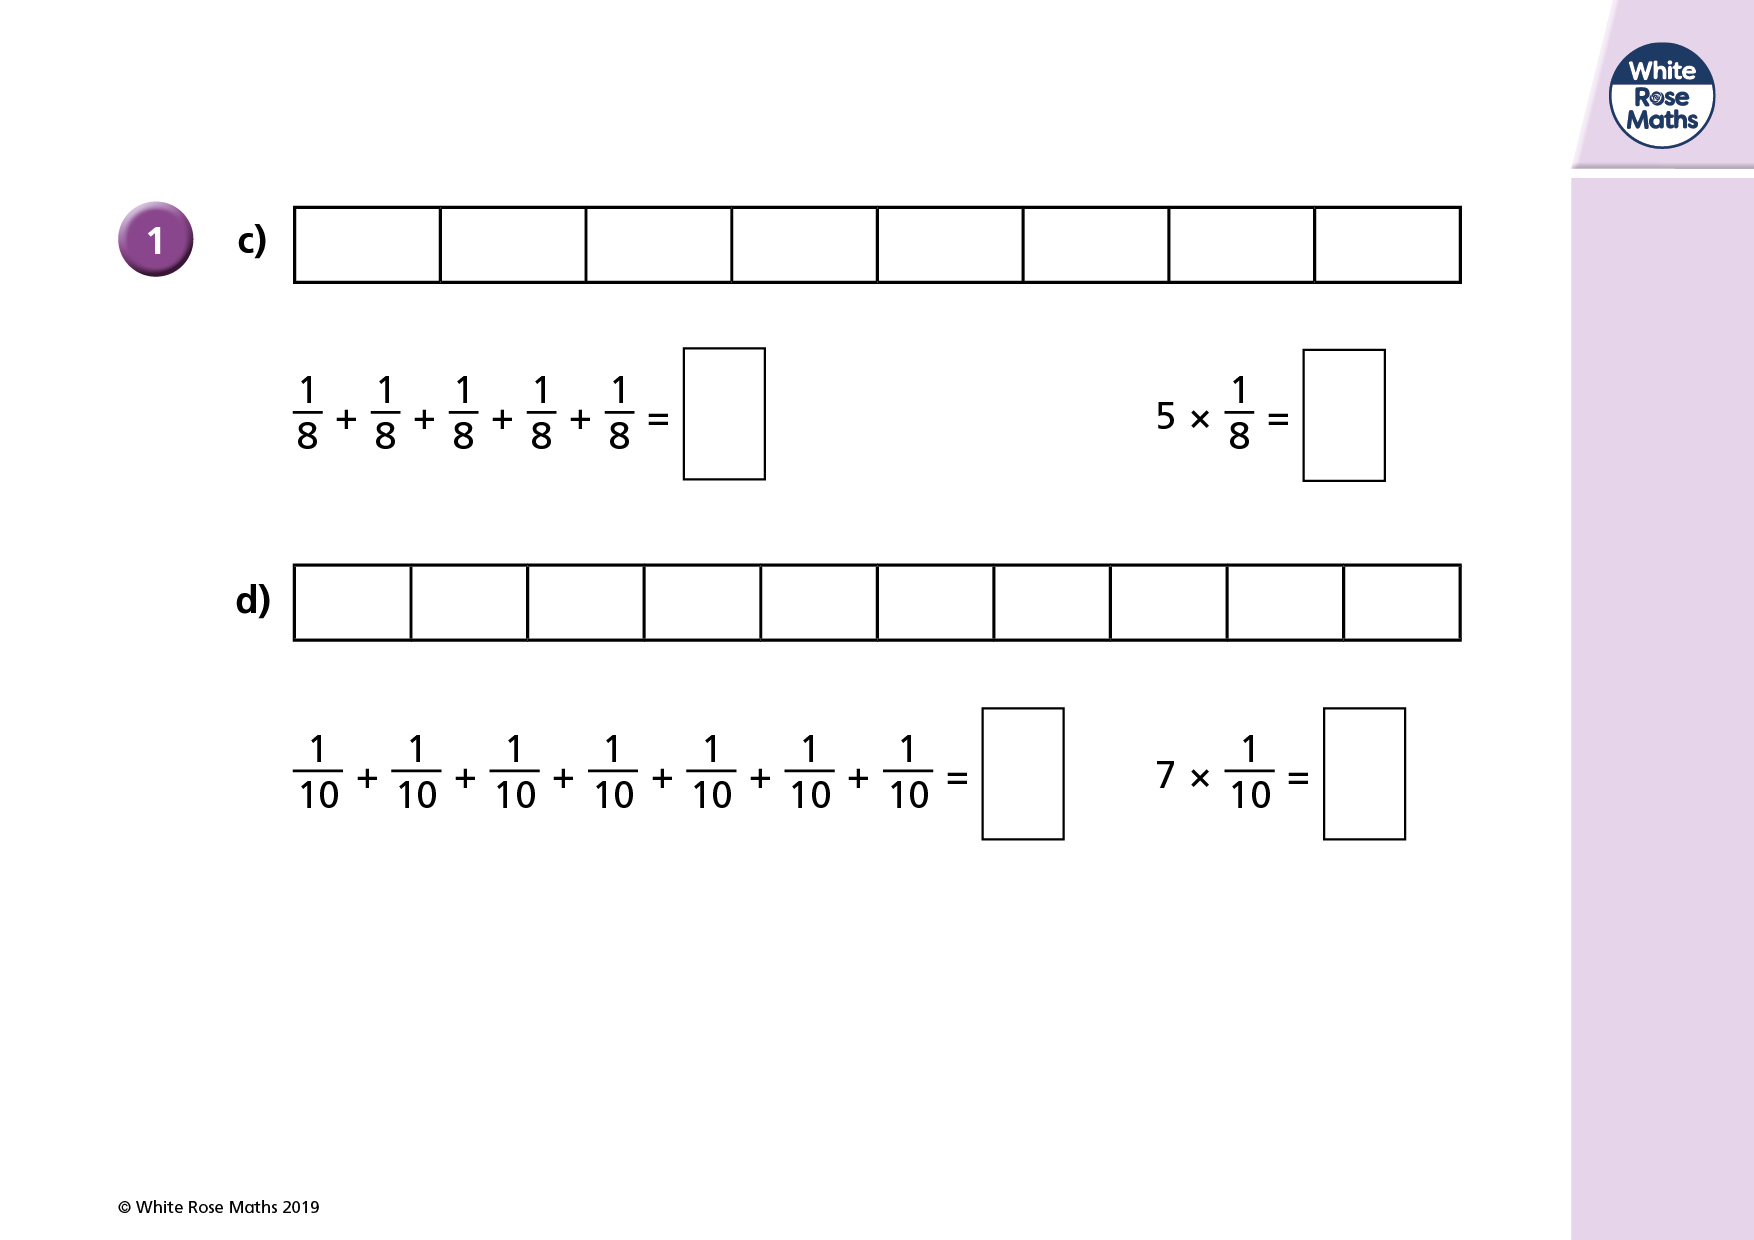 White
Rose
Maths
1 c)
1/8 + 1/8 + 1/8 + 1/8 + 1/8 = 5 × 1/8 =
d)
1/10 + 1/10 + 1/10 + 1/10 + 1/10 + 1/10 + 1/10 = 7 × 1/10 =
© White Rose Maths 2019